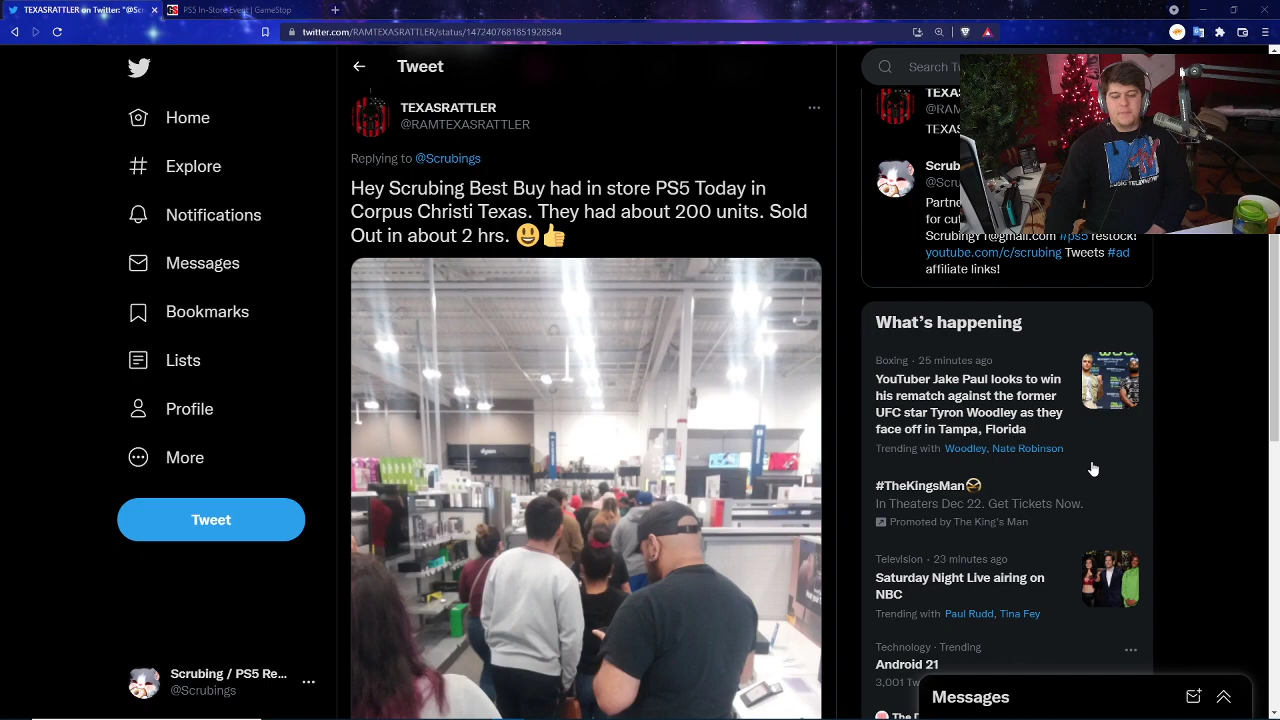 TEXASRATTLER on Twitter: "@Scr
PS5 In-Store Event | GameStop
twitter.com/RAMTEXASRATTLER/status/1472407681851928584
Home
Explore
Notifications
Messages
Bookmarks
Lists
Profile
More
Tweet
Scrubing / PS5 Re...
@Scrubings
Tweet
TEXASRATTLER
@RAMTEXASRATTLER
Replying to @Scrubings
Hey Scrubing Best Buy had in store PS5 Today in
Corpus Christi Texas. They had about 200 units. Sold
Out in about 2 hrs. 😃👍
dyson
Search Tw
TEXAS
@RAM
TEXAS
Scrub
@Scru
Partne
for cu
#ps5 restock!
youtube.com/c/scrubing Tweets #ad
affiliate links!
What's happening
Boxing · 25 minutes ago
YouTuber Jake Paul looks to win
his rematch against the former
UFC star Tyron Woodley as they
face off in Tampa, Florida
Trending with Woodley, Nate Robinson
#TheKingsMan
In Theaters Dec 22. Get Tickets Now.
Promoted by The King's Man
Television · 23 minutes ago
Saturday Night Live airing on
NBC
Trending with Paul Rudd, Tina Fey
Technology · Trending
Android 21
3,001 Tw
Messages